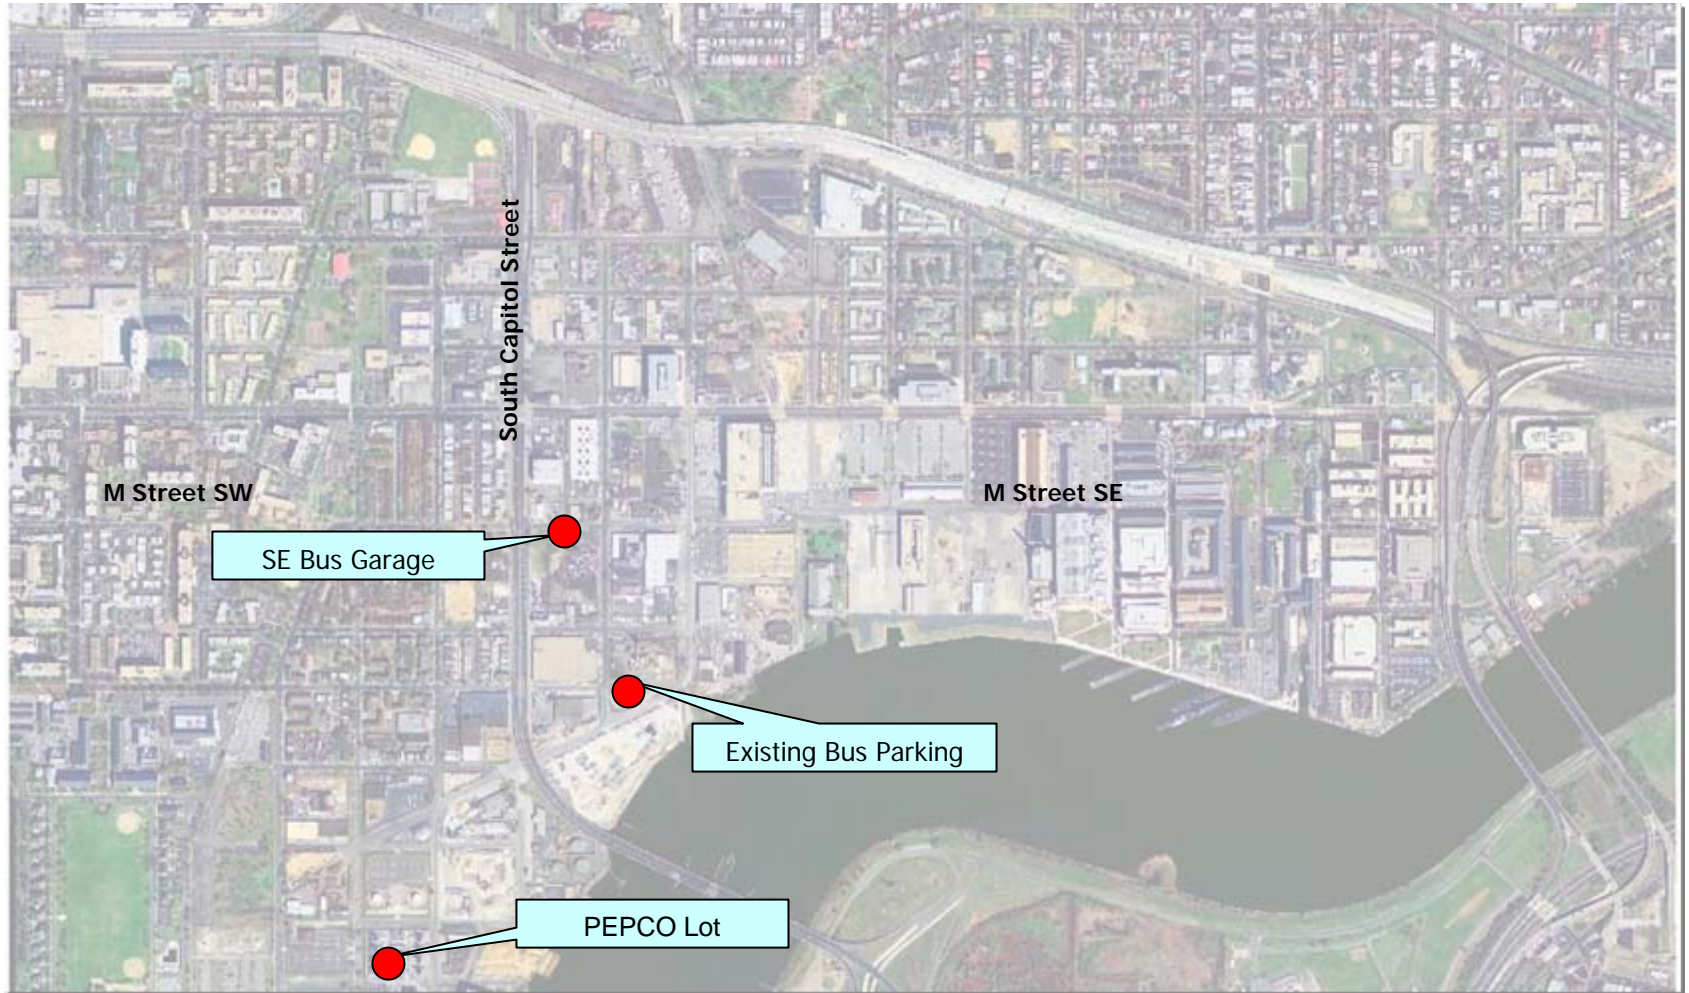 South Capitol Street
M Street SW
M Street SE
SE Bus Garage
Existing Bus Parking
PEPCO Lot